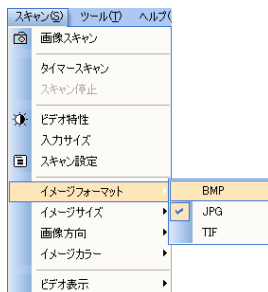 スキャン(S) ツール(T) ヘルプ(
画像スキャン
タイマースキャン
スキャン停止
ビデオ特性
入力サイズ
スキャン設定
イメージフォーマット
BMP
イメージサイズ
JPG
画像方向
TIF
イメージカラー
ビデオ表示